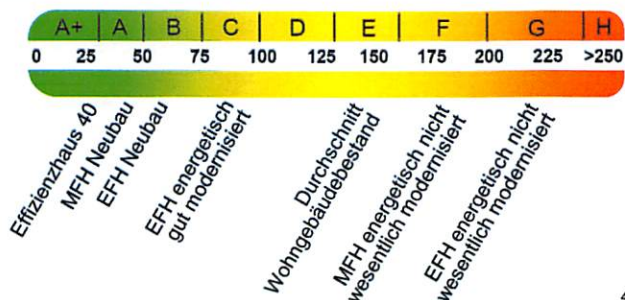 A+ A B C D E F G H
0 25 50 75 100 125 150 175 200 225 >250
Effizienzhaus 40
MFH Neubau
EFH Neubau
EFH energetisch
gut modernisiert
Durchschnitt
Wohngebäudebestand
MFH energetisch nicht
wesentlich modernisiert
EFH energetisch nicht
wesentlich modernisiert